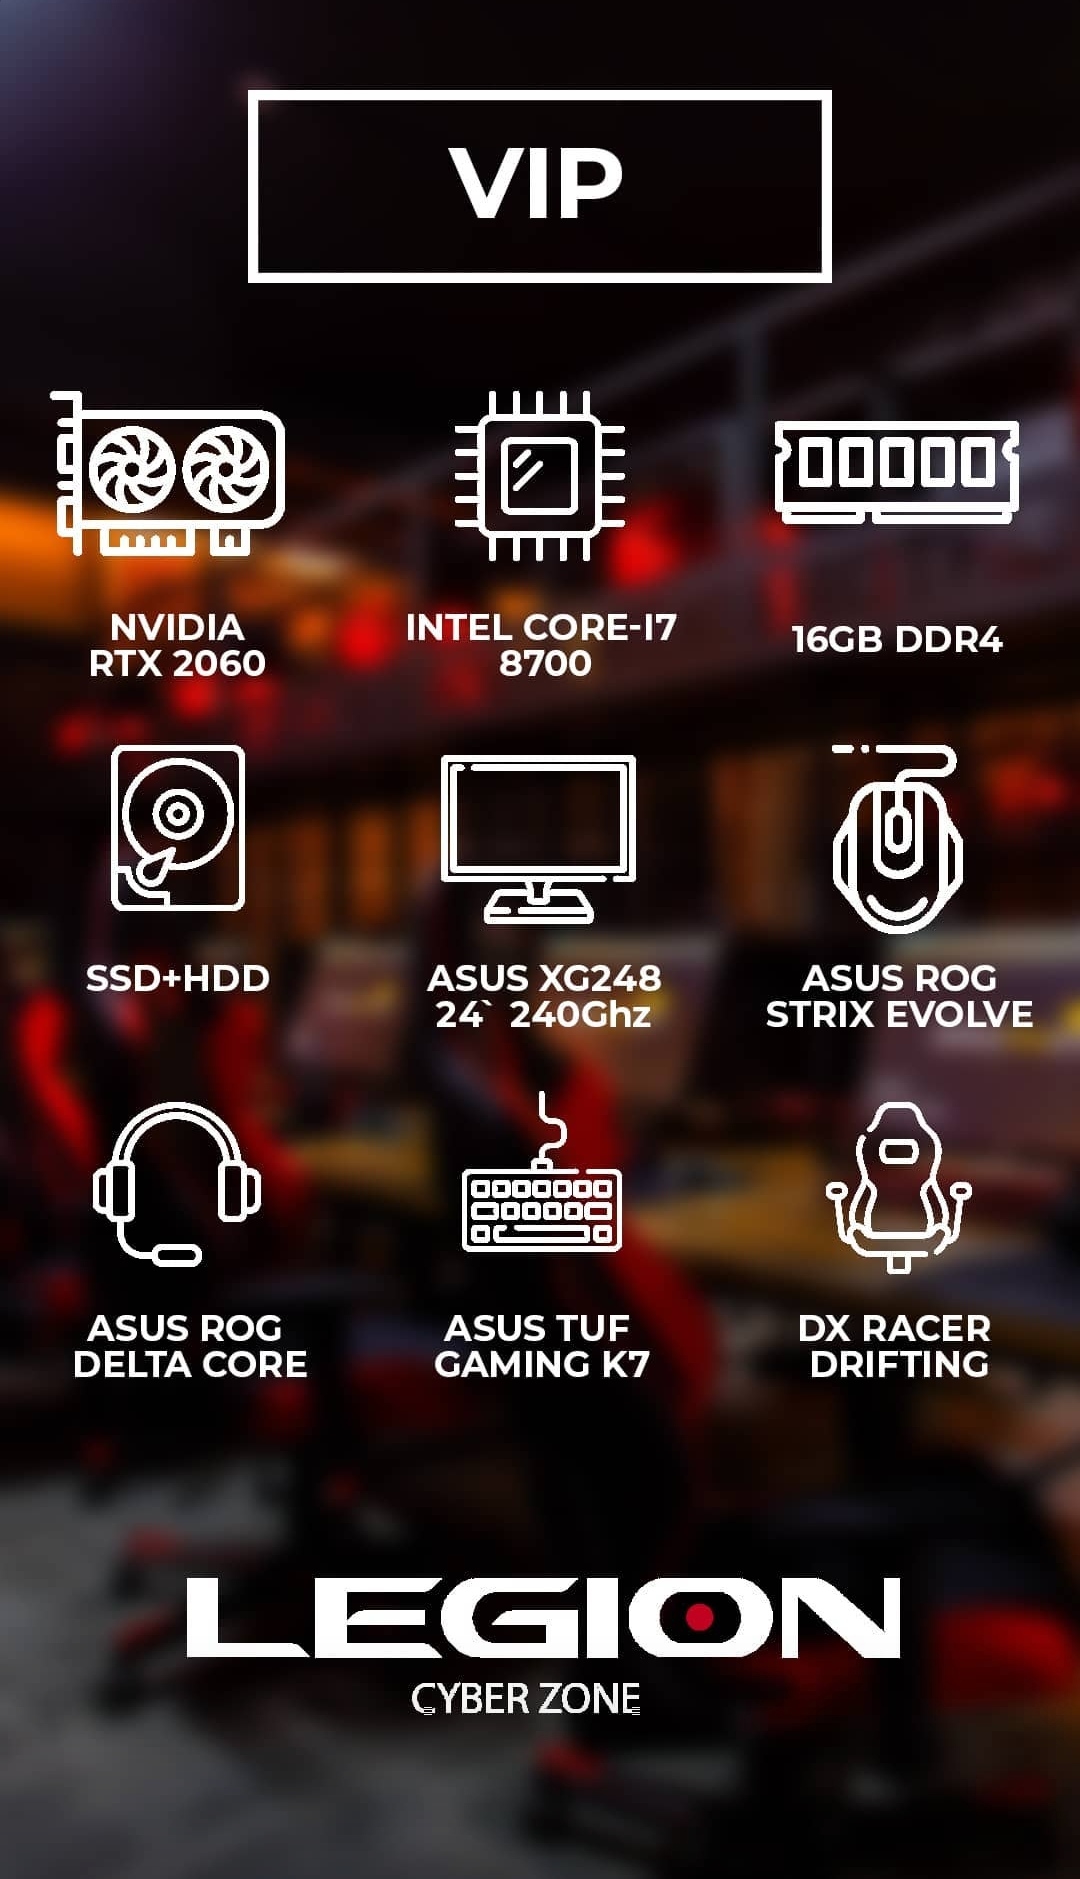 VIP
NVIDIA
RTX 2060
INTEL CORE-I7
8700
16GB DDR4
SSD+HDD
ASUS XG248
24` 240Ghz
ASUS ROG
STRIX EVOLVE
ASUS ROG
DELTA CORE
ASUS TUF
GAMING K7
DX RACER
DRIFTING
LEGION
CYBER ZONE